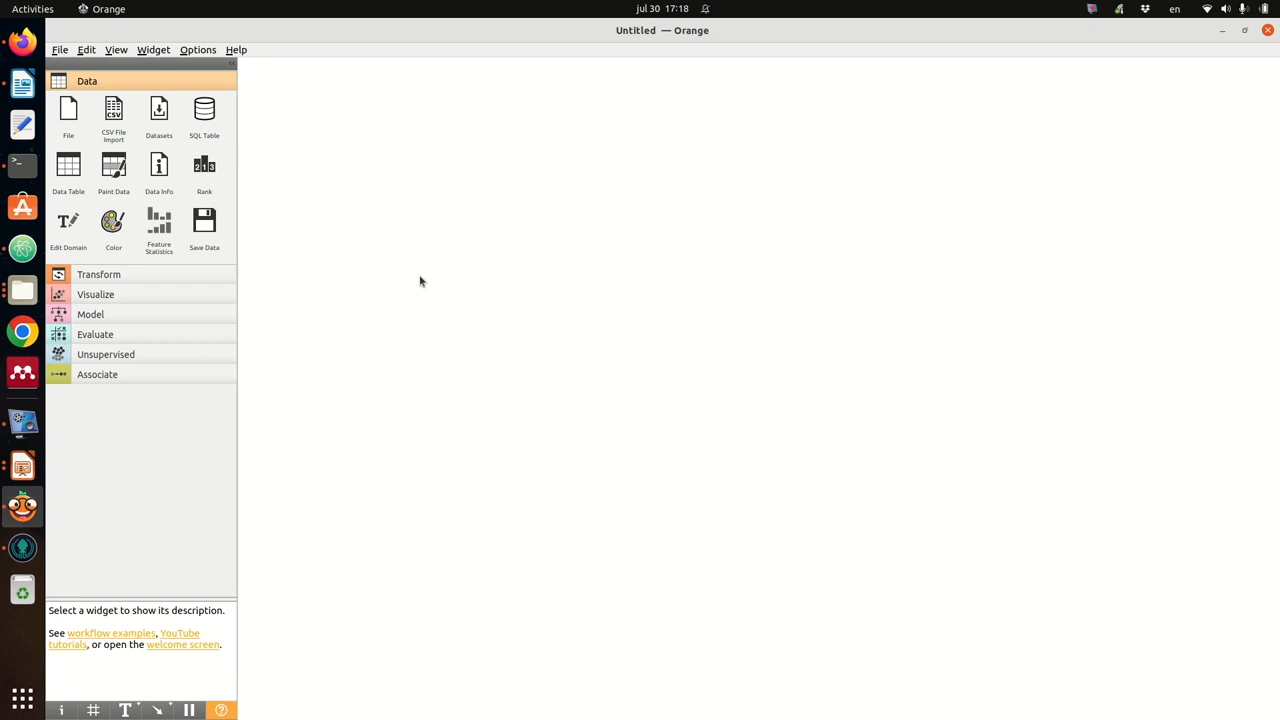 Activities Orange jul 30 17:18 en
Untitled — Orange
File Edit View Widget Options Help
Data
File CSV File Import Datasets SQL Table
Data Table Paint Data Data Info Rank
Edit Domain Color Feature Statistics Save Data
Transform
Visualize
Model
Evaluate
Unsupervised
Associate
Select a widget to show its description.
See workflow examples, YouTube
tutorials, or open the welcome screen.